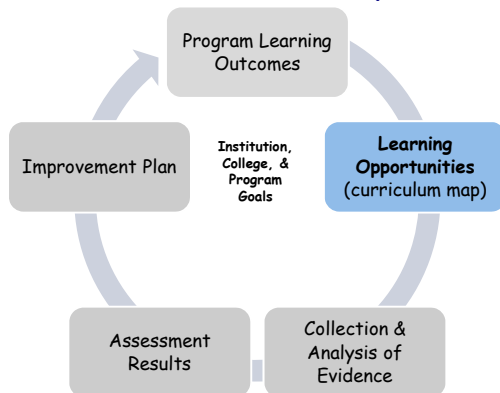 Program Learning
Outcomes
Institution,
College, &
Program
Goals
Learning
Opportunities
(curriculum map)
Collection &
Analysis of
Evidence
Assessment
Results
Improvement Plan